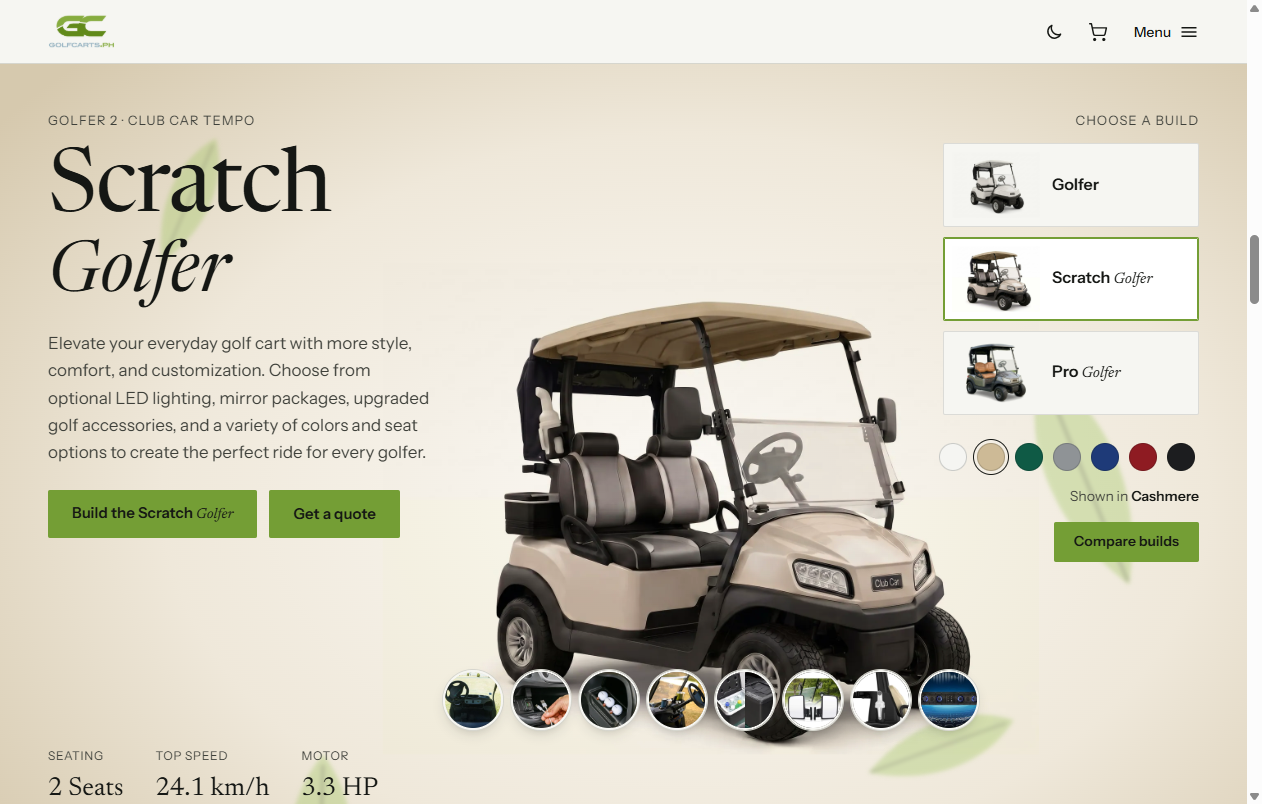 GC
GOLFCARTS.PH
Menu
GOLFER 2 · CLUB CAR TEMPO
Scratch
Golfer
Elevate your everyday golf cart with more style,
comfort, and customization. Choose from
optional LED lighting, mirror packages, upgraded
golf accessories, and a variety of colors and seat
options to create the perfect ride for every golfer.
Build the Scratch Golfer
Get a quote
CHOOSE A BUILD
Golfer
Scratch Golfer
Pro Golfer
Shown in Cashmere
Compare builds
Club Car
SEATING
2 Seats
TOP SPEED
24.1 km/h
MOTOR
3.3 HP